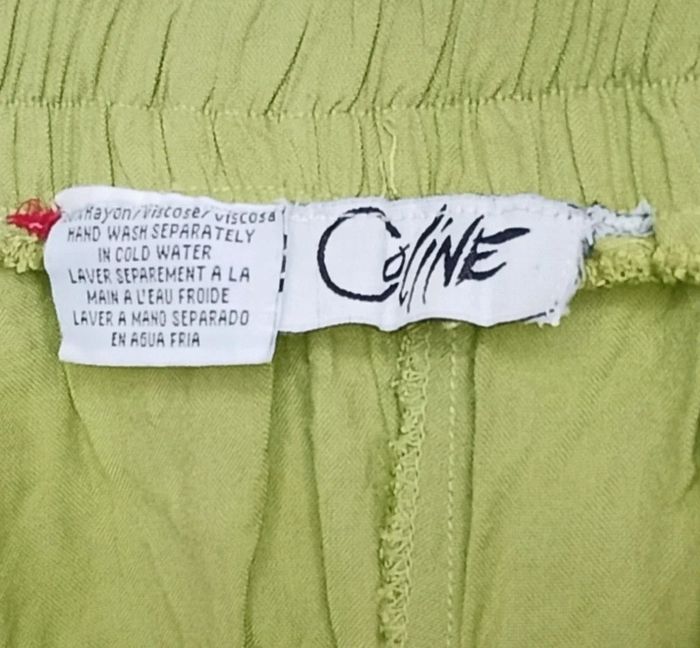 Rayon/Viscose/Viscosa
HAND WASH SEPARATELY
IN COLD WATER
LAVER SEPAREMENT A LA
MAIN A L'EAU FROIDE
LAVER A MANO SEPARADO
EN AGUA FRIA
COLINE